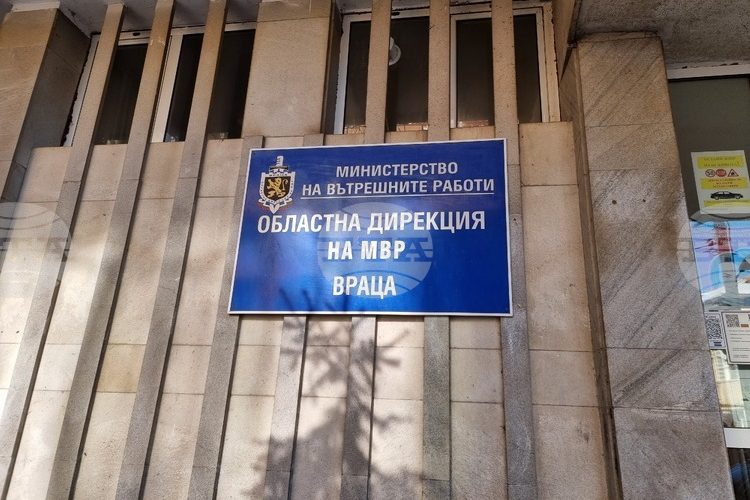 МИНИСТЕРСТВО
НА ВЪТРЕШНИТЕ РАБОТИ
ОБЛАСТНА ДИРЕКЦИЯ
НА МВР
ВРАЦА